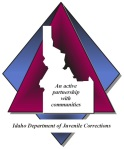 An active
partnership
with
communities
Idaho Department of Juvenile Corrections